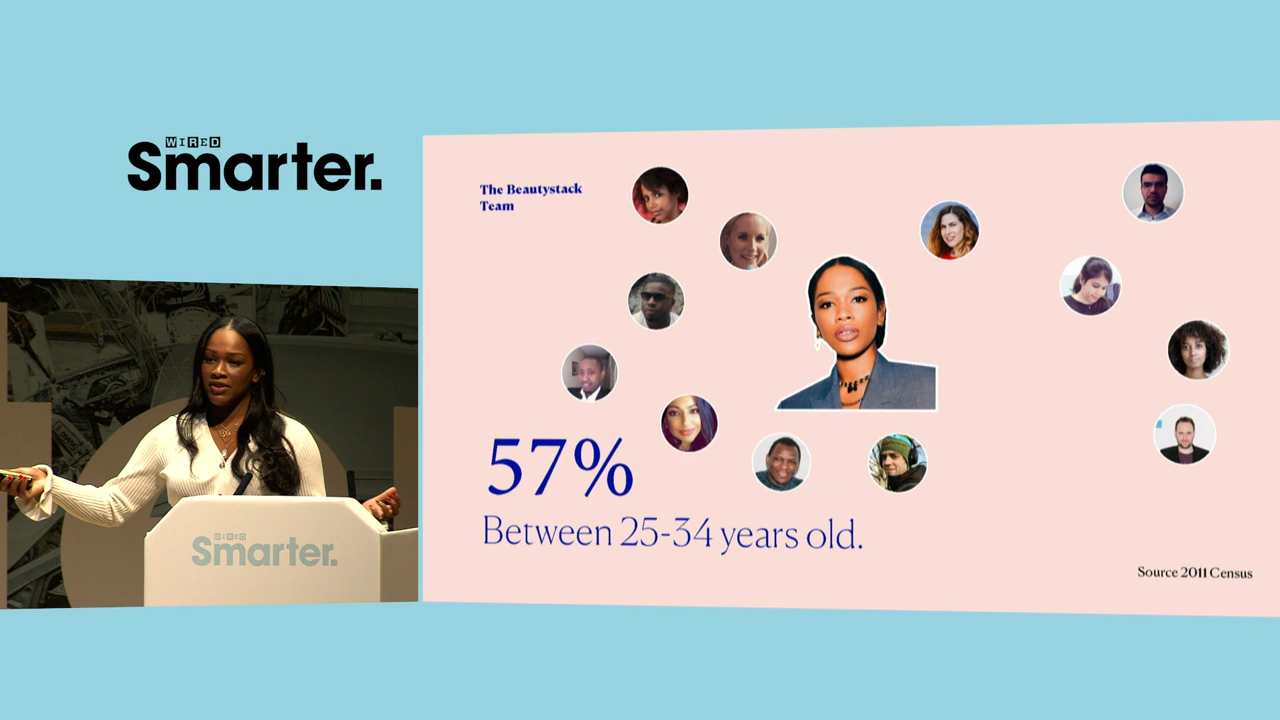 WIRED
Smarter.
The Beautystack
Team
57%
Between 25-34 years old.
Source 2011 Census
WIRED
Smarter.